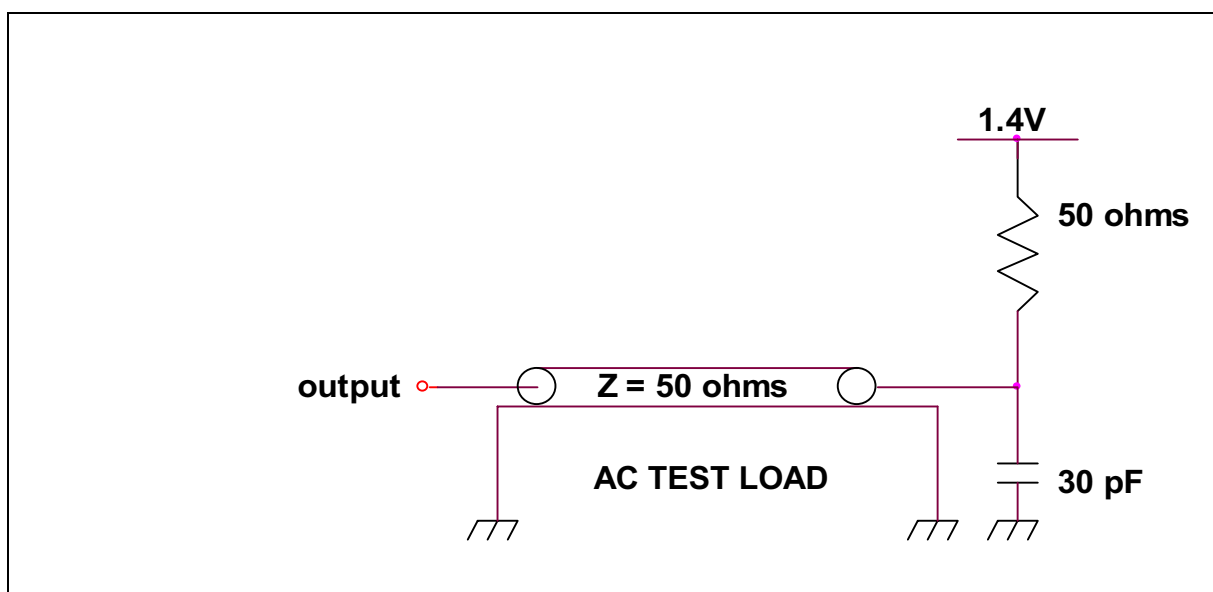 1.4V
50 ohms
output
Z = 50 ohms
AC TEST LOAD
30 pF